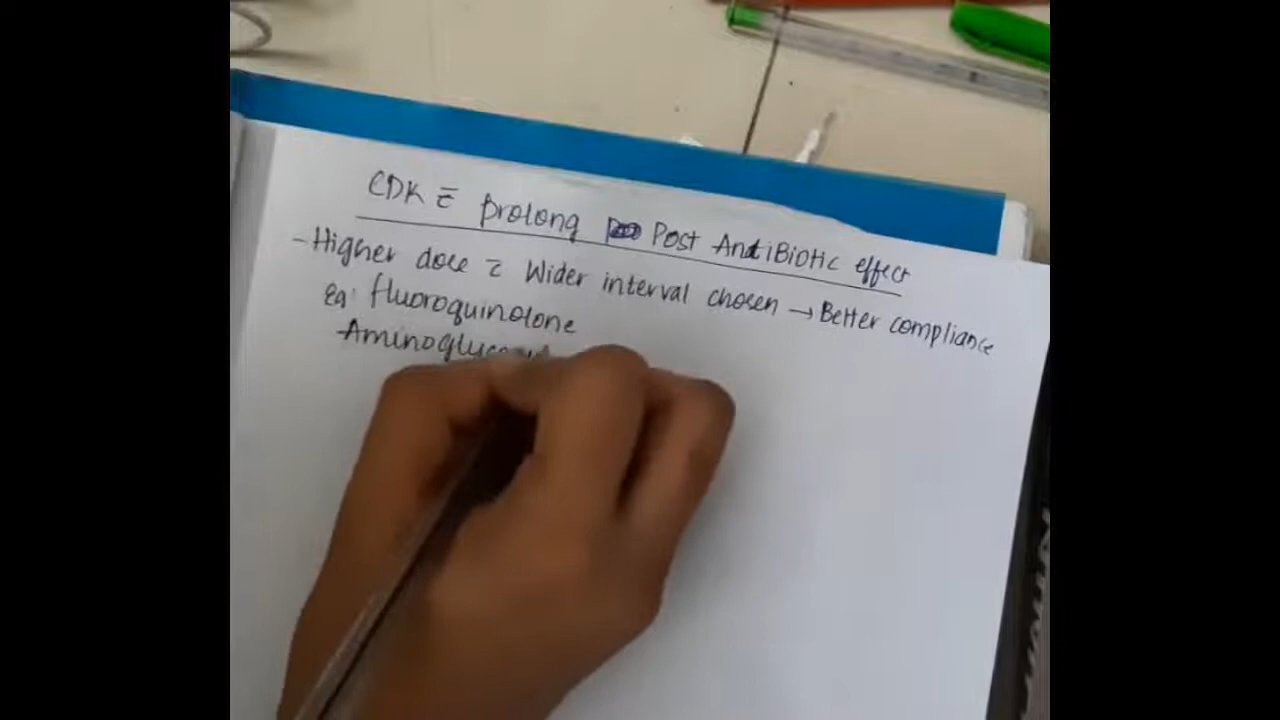 CDK c̄ prolong Post AntiBiotic effect
- Higher dose c̄ Wider interval chosen → Better compliance
Eg: fluoroquinolone